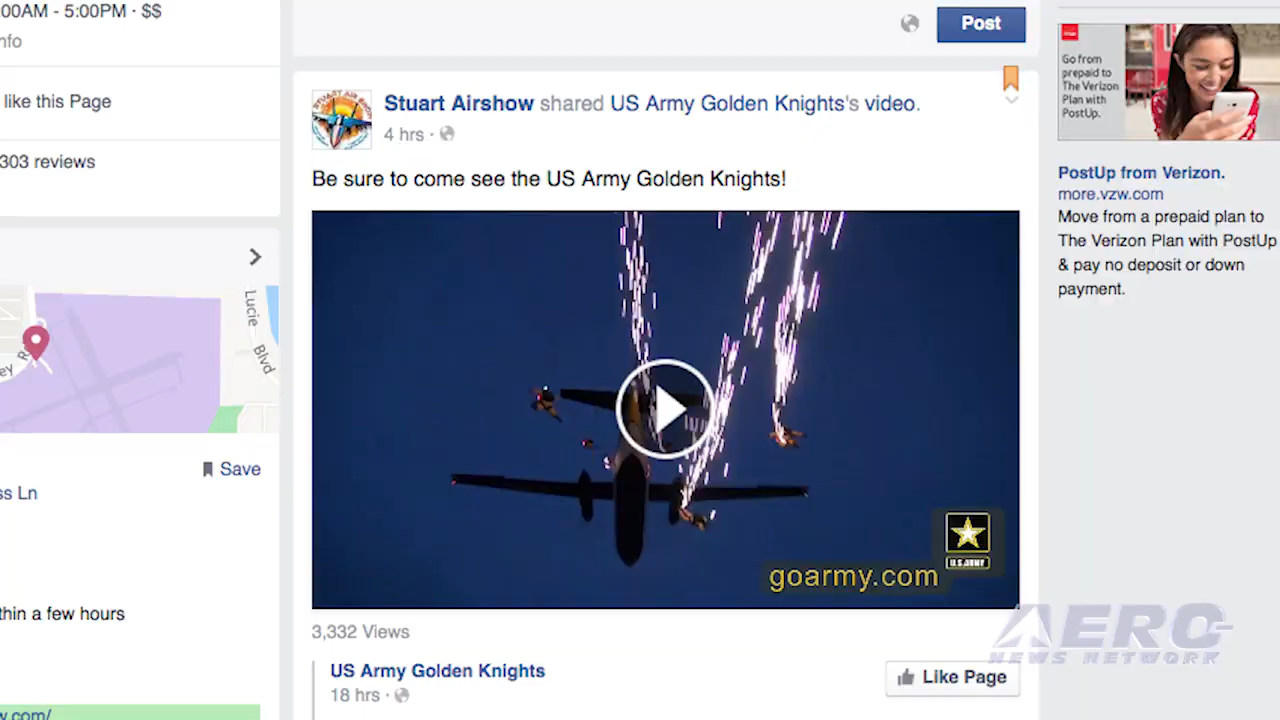 :00AM - 5:00PM · $$
nfo
like this Page
303 reviews
Lucie Blvd
ey R
Save
ss Ln
thin a few hours
w.com/
Post
STUART AIR SHOW
Stuart Airshow shared US Army Golden Knights's video.
4 hrs ·
Be sure to come see the US Army Golden Knights!
goarmy.com
U.S.ARMY
3,332 Views
US Army Golden Knights
18 hrs ·
Like Page
Go from
prepaid to
The Verizon
Plan with
PostUp.
PostUp from Verizon.
more.vzw.com
Move from a prepaid plan to
The Verizon Plan with PostUp
& pay no deposit or down
payment.
AERO
NEWS NETWORK